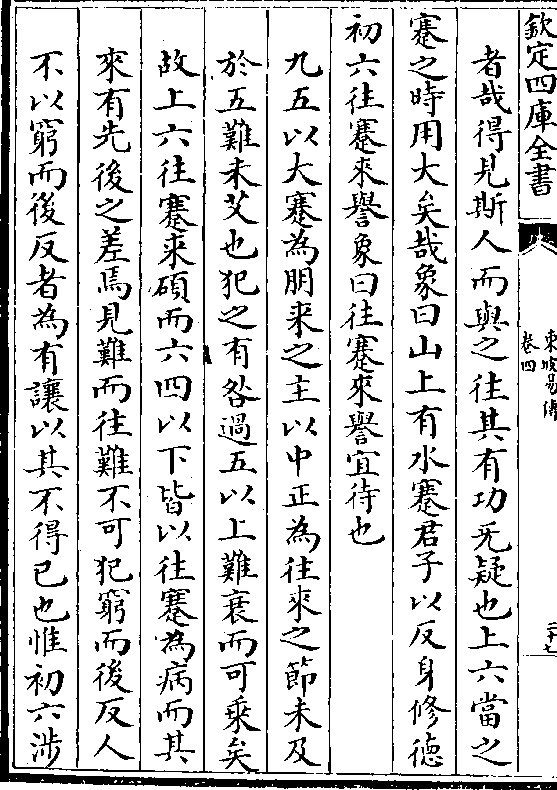 欽定四庫全書
東坡易傳
卷四
二十七
者哉得見斯人而與之往其有功旡疑也上六當之
蹇之時用大矣哉象曰山上有水蹇君子以反身修德
初六往蹇來譽象曰往蹇來譽宜待也
九五以大蹇為朋来之主以中正為往來之節未及
於五難未艾也犯之有咎過五以上難衰而可乗矣
故上六往蹇来碩而六四以下皆以往蹇為病而其
來有先後之差焉見難而往難不可犯窮而後反人
不以窮而後反者為有讓以其不得已也惟初六涉